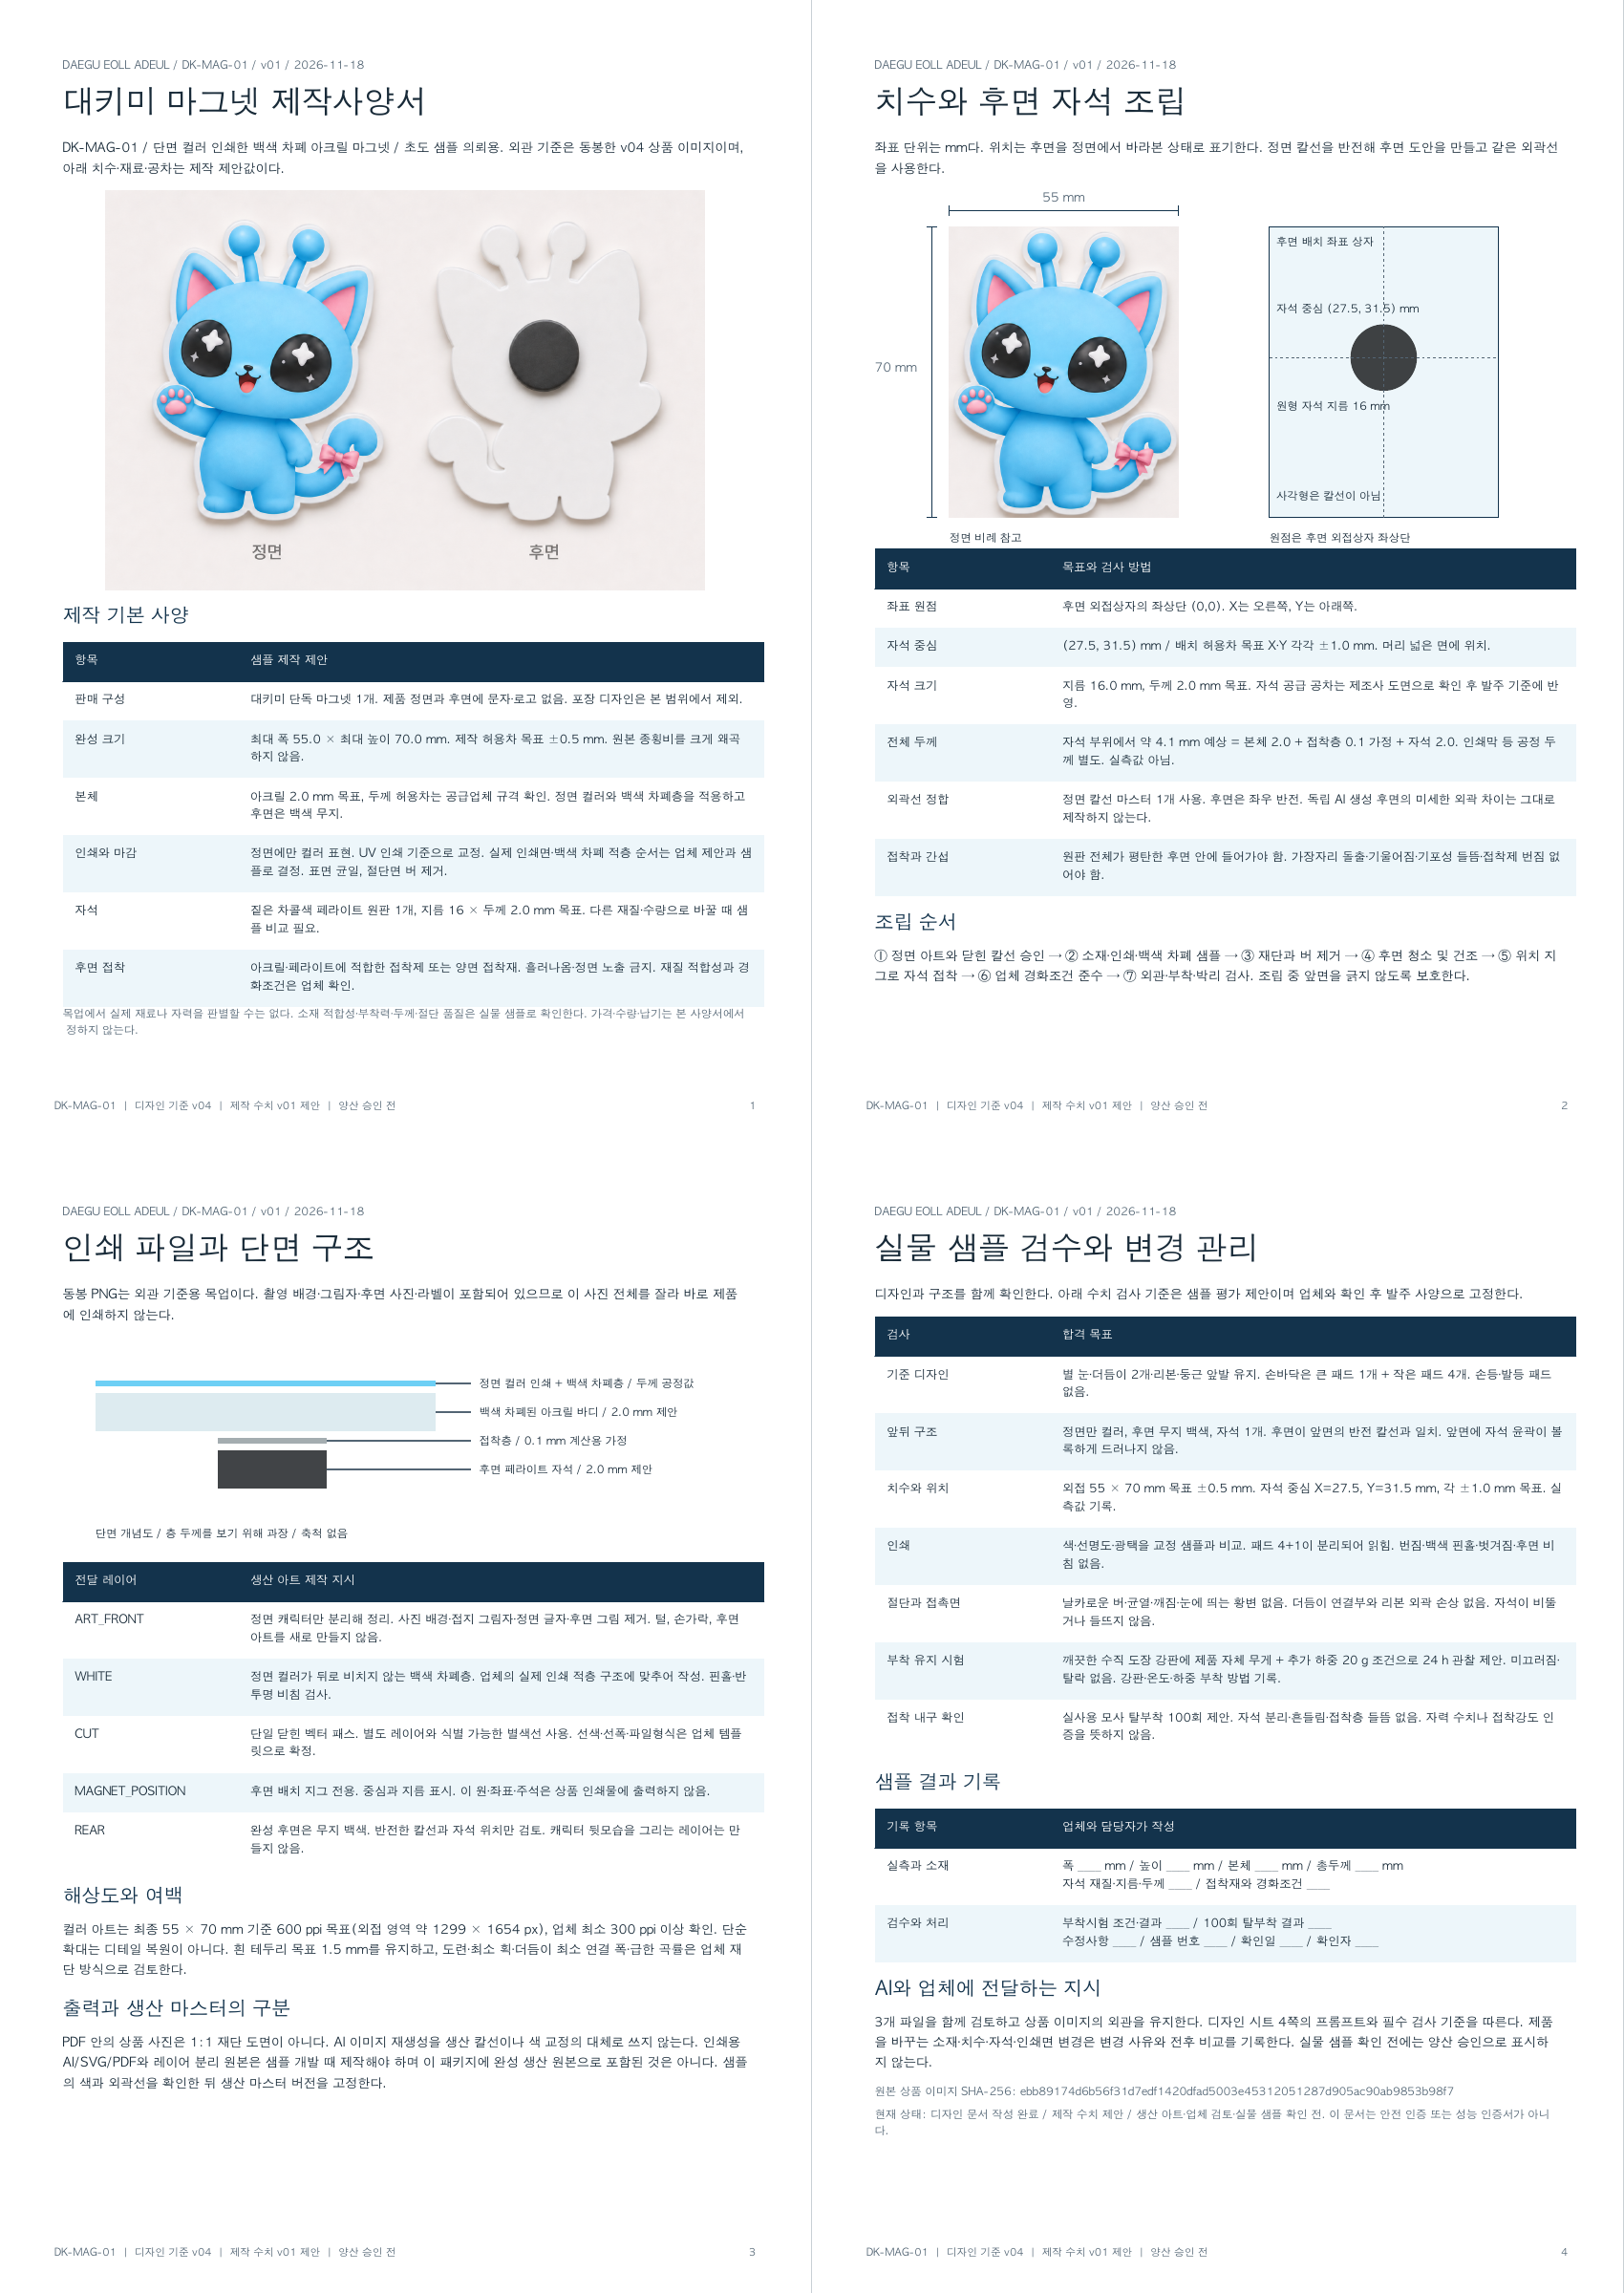 DAEGU EOLL ADEUL / DK-MAG-01 / v01 / 2026-11-18
대키미 마그넷 제작사양서
DK-MAG-01 / 단면 컬러 인쇄한 백색 차폐 아크릴 마그넷 / 초도 샘플 의뢰용. 외관 기준은 동봉한 v04 상품 이미지이며,
아래 치수·재료·공차는 제작 제안값이다.
정면
후면
제작 기본 사양
항목
샘플 제작 제안
판매 구성
대키미 단독 마그넷 1개. 제품 정면과 후면에 문자·로고 없음. 포장 디자인은 본 범위에서 제외.
완성 크기
최대 폭 55.0 × 최대 높이 70.0 mm. 제작 허용차 목표 ±0.5 mm. 원본 종횡비를 크게 왜곡
하지 않음.
본체
아크릴 2.0 mm 목표, 두께 허용차는 공급업체 규격 확인. 정면 컬러와 백색 차폐층을 적용하고
후면은 백색 무지.
인쇄와 마감
정면에만 컬러 표현. UV 인쇄 기준으로 교정. 실제 인쇄면·백색 차폐 적층 순서는 업체 제안과 샘
플로 결정. 표면 균일, 절단면 버 제거.
자석
짙은 차콜색 페라이트 원판 1개, 지름 16 × 두께 2.0 mm 목표. 다른 재질·수량으로 바꿀 때 샘
플 비교 필요.
후면 접착
아크릴·페라이트에 적합한 접착제 또는 양면 접착재. 흘러나옴·정면 노출 금지. 재질 적합성과 경
화조건은 업체 확인.
목업에서 실제 재료나 자력을 판별할 수는 없다. 소재 적합성·부착력·두께·절단 품질은 실물 샘플로 확인한다. 가격·수량·납기는 본 사양서에서
정하지 않는다.
DK-MAG-01 | 디자인 기준 v04 | 제작 수치 v01 제안 | 양산 승인 전
1
DAEGU EOLL ADEUL / DK-MAG-01 / v01 / 2026-11-18
치수와 후면 자석 조립
좌표 단위는 mm다. 위치는 후면을 정면에서 바라본 상태로 표기한다. 정면 칼선을 반전해 후면 도안을 만들고 같은 외곽선
을 사용한다.
55 mm
70 mm
후면 배치 좌표 상자
자석 중심 (27.5, 31.5) mm
원형 자석 지름 16 mm
사각형은 칼선이 아님
정면 비례 참고
원점은 후면 외접상자 좌상단
항목
목표와 검사 방법
좌표 원점
후면 외접상자의 좌상단 (0,0). X는 오른쪽, Y는 아래쪽.
자석 중심
(27.5, 31.5) mm / 배치 허용차 목표 X·Y 각각 ±1.0 mm. 머리 넓은 면에 위치.
자석 크기
지름 16.0 mm, 두께 2.0 mm 목표. 자석 공급 공차는 제조사 도면으로 확인 후 발주 기준에 반
영.
전체 두께
자석 부위에서 약 4.1 mm 예상 = 본체 2.0 + 접착층 0.1 가정 + 자석 2.0. 인쇄막 등 공정 두
께 별도. 실측값 아님.
외곽선 정합
정면 칼선 마스터 1개 사용. 후면은 좌우 반전. 독립 AI 생성 후면의 미세한 외곽 차이는 그대로
제작하지 않는다.
접착과 간섭
원판 전체가 평탄한 후면 안에 들어가야 함. 가장자리 돌출·기울어짐·기포성 들뜸·접착제 번짐 없
어야 함.
조립 순서
① 정면 아트와 닫힌 칼선 승인 → ② 소재·인쇄·백색 차폐 샘플 → ③ 재단과 버 제거 → ④ 후면 청소 및 건조 → ⑤ 위치 지
그로 자석 접착 → ⑥ 업체 경화조건 준수 → ⑦ 외관·부착·박리 검사. 조립 중 앞면을 긁지 않도록 보호한다.
DK-MAG-01 | 디자인 기준 v04 | 제작 수치 v01 제안 | 양산 승인 전
2
DAEGU EOLL ADEUL / DK-MAG-01 / v01 / 2026-11-18
인쇄 파일과 단면 구조
동봉 PNG는 외관 기준용 목업이다. 촬영 배경·그림자·후면 사진·라벨이 포함되어 있으므로 이 사진 전체를 잘라 바로 제품
에 인쇄하지 않는다.
정면 컬러 인쇄 + 백색 차폐층 / 두께 공정값
백색 차폐된 아크릴 바디 / 2.0 mm 제안
접착층 / 0.1 mm 계산용 가정
후면 페라이트 자석 / 2.0 mm 제안
단면 개념도 / 층 두께를 보기 위해 과장 / 축척 없음
전달 레이어
생산 아트 제작 지시
ART_FRONT
정면 캐릭터만 분리해 정리. 사진 배경·접지 그림자·정면 글자·후면 그림 제거. 털, 손가락, 후면
아트를 새로 만들지 않음.
WHITE
정면 컬러가 뒤로 비치지 않는 백색 차폐층. 업체의 실제 인쇄 적층 구조에 맞추어 작성. 핀홀·반
투명 비침 검사.
CUT
단일 닫힌 벡터 패스. 별도 레이어와 식별 가능한 별색선 사용. 선색·선폭·파일형식은 업체 템플
릿으로 확정.
MAGNET_POSITION
후면 배치 지그 전용. 중심과 지름 표시. 이 원·좌표·주석은 상품 인쇄물에 출력하지 않음.
REAR
완성 후면은 무지 백색. 반전한 칼선과 자석 위치만 검토. 캐릭터 뒷모습을 그리는 레이어는 만
들지 않음.
해상도와 여백
컬러 아트는 최종 55 × 70 mm 기준 600 ppi 목표(외접 영역 약 1299 × 1654 px), 업체 최소 300 ppi 이상 확인. 단순
확대는 디테일 복원이 아니다. 흰 테두리 목표 1.5 mm를 유지하고, 도련·최소 획·더듬이 최소 연결 폭·급한 곡률은 업체 재
단 방식으로 검토한다.
출력과 생산 마스터의 구분
PDF 안의 상품 사진은 1:1 재단 도면이 아니다. AI 이미지 재생성을 생산 칼선이나 색 교정의 대체로 쓰지 않는다. 인쇄용
AI/SVG/PDF와 레이어 분리 원본은 샘플 개발 때 제작해야 하며 이 패키지에 완성 생산 원본으로 포함된 것은 아니다. 샘플
의 색과 외곽선을 확인한 뒤 생산 마스터 버전을 고정한다.
DK-MAG-01 | 디자인 기준 v04 | 제작 수치 v01 제안 | 양산 승인 전
3
DAEGU EOLL ADEUL / DK-MAG-01 / v01 / 2026-11-18
실물 샘플 검수와 변경 관리
디자인과 구조를 함께 확인한다. 아래 수치 검사 기준은 샘플 평가 제안이며 업체와 확인 후 발주 사양으로 고정한다.
검사
합격 목표
기준 디자인
별 눈·더듬이 2개·리본·둥근 앞발 유지. 손바닥은 큰 패드 1개 + 작은 패드 4개. 손등·발등 패드
없음.
앞뒤 구조
정면만 컬러, 후면 무지 백색, 자석 1개. 후면이 앞면의 반전 칼선과 일치. 앞면에 자석 윤곽이 볼
록하게 드러나지 않음.
치수와 위치
외접 55 × 70 mm 목표 ±0.5 mm. 자석 중심 X=27.5, Y=31.5 mm, 각 ±1.0 mm 목표. 실
측값 기록.
인쇄
색·선명도·광택을 교정 샘플과 비교. 패드 4+1이 분리되어 읽힘. 번짐·백색 핀홀·벗겨짐·후면 비
침 없음.
절단과 접촉면
날카로운 버·균열·깨짐·눈에 띄는 황변 없음. 더듬이 연결부와 리본 외곽 손상 없음. 자석이 비뚤
거나 들뜨지 않음.
부착 유지 시험
깨끗한 수직 도장 강판에 제품 자체 무게 + 추가 하중 20 g 조건으로 24 h 관찰 제안. 미끄러짐·
탈락 없음. 강판·온도·하중 부착 방법 기록.
접착 내구 확인
실사용 모사 탈부착 100회 제안. 자석 분리·흔들림·접착층 들뜸 없음. 자력 수치나 접착강도 인
증을 뜻하지 않음.
샘플 결과 기록
기록 항목
업체와 담당자가 작성
실측과 소재
폭 ____ mm / 높이 ____ mm / 본체 ____ mm / 총두께 ____ mm
자석 재질·지름·두께 ____ / 접착재와 경화조건 ____
검수와 처리
부착시험 조건·결과 ____ / 100회 탈부착 결과 ____
수정사항 ____ / 샘플 번호 ____ / 확인일 ____ / 확인자 ____
AI와 업체에 전달하는 지시
3개 파일을 함께 검토하고 상품 이미지의 외관을 유지한다. 디자인 시트 4쪽의 프롬프트와 필수 검사 기준을 따른다. 제품
을 바꾸는 소재·치수·자석·인쇄면 변경은 변경 사유와 전후 비교를 기록한다. 실물 샘플 확인 전에는 양산 승인으로 표시하
지 않는다.
원본 상품 이미지 SHA-256: ebb89174d6b56f31d7edf1420dfad5003e45312051287d905ac90ab9853b98f7
현재 상태: 디자인 문서 작성 완료 / 제작 수치 제안 / 생산 아트·업체 검토·실물 샘플 확인 전. 이 문서는 안전 인증 또는 성능 인증서가 아니
다.
DK-MAG-01 | 디자인 기준 v04 | 제작 수치 v01 제안 | 양산 승인 전
4